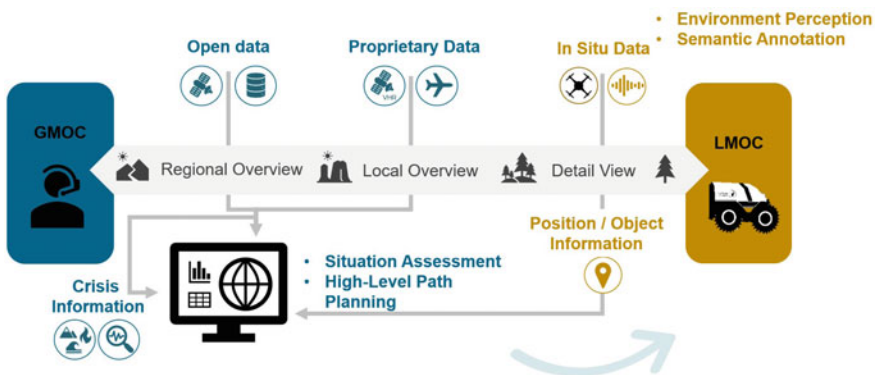 Open data
Proprietary Data
In Situ Data
• Environment Perception
• Semantic Annotation
VHR
GMOC
LMOC
Regional Overview
Local Overview
Detail View
Position / Object
Information
Crisis
Information
• Situation Assessment
• High-Level Path
Planning